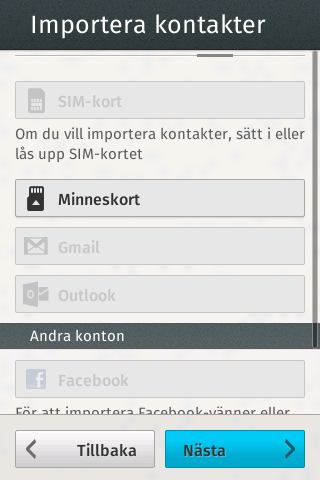 Importera kontakter
SIM-kort
Om du vill importera kontakter, sätt i eller
lås upp SIM-kortet
Minneskort
Gmail
Outlook
Andra konton
Facebook
För att importera Facebook-vänner eller
Tillbaka
Nästa